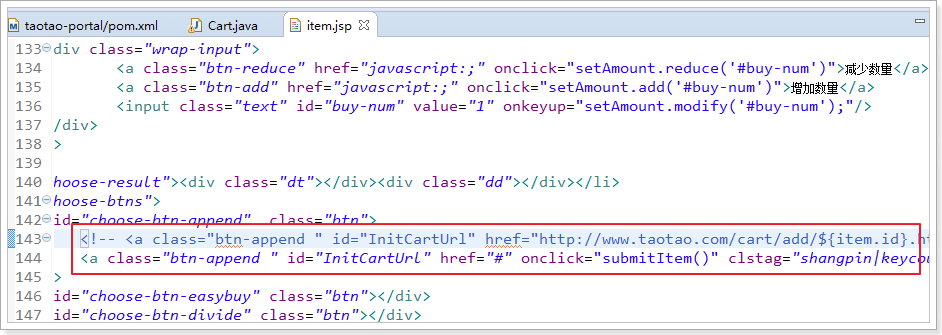 taotao-portal/pom.xml Cart.java item.jsp
133 div class="wrap-input">
134 <a class="btn-reduce" href="javascript:;" onclick="setAmount.reduce('#buy-num')">减少数量</a>
135 <a class="btn-add" href="javascript:;" onclick="setAmount.add('#buy-num')">增加数量</a>
136 <input class="text" id="buy-num" value="1" onkeyup="setAmount.modify('#buy-num');"/>
137 /div>
138 >
139
140 hoose-result"><div class="dt"></div><div class="dd"></div></li>
141 hoose-btns">
142 id="choose-btn-append" class="btn">
143 <!-- <a class="btn-append " id="InitCartUrl" href="http://www.taotao.com/cart/add/${item.id}.ht
144 <a class="btn-append " id="InitCartUrl" href="#" onclick="submitItem()" clstag="shangpin|keycou
145 >
146 id="choose-btn-easybuy" class="btn"></div>
147 id="choose-btn-divide" class="btn"></div>